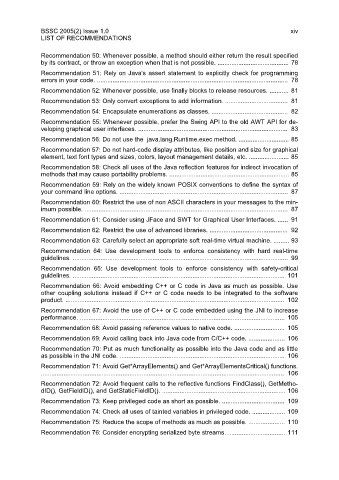 BSSC 2005(2) Issue 1.0 xiv
LIST OF RECOMMENDATIONS
Recommendation 50: Whenever possible, a method should either return the result specified
by its contract, or throw an exception when that is not possible. ........................................ 78
Recommendation 51: Rely on Java's assert statement to explicitly check for programming
errors in your code. ................................................................................................ 78
Recommendation 52: Whenever possible, use finally blocks to release resources. ........... 81
Recommendation 53: Only convert exceptions to add information. .................................... 81
Recommendation 54: Encapsulate enumerations as classes. ............................................ 82
Recommendation 55: Whenever possible, prefer the Swing API to the old AWT API for de-
veloping graphical user interfaces. ...................................................................................... 83
Recommendation 56: Do not use the java.lang.Runtime.exec method. ............................. 85
Recommendation 57: Do not hard-code display attributes, like position and size for graphical
element, text font types and sizes, colors, layout management details, etc. ....................... 85
Recommendation 58: Check all uses of the Java reflection features for indirect invocation of
methods that may cause portability problems. .................................................................... 85
Recommendation 59: Rely on the widely known POSIX conventions to define the syntax of
your command line options. ................................................................................................ 87
Recommendation 60: Restrict the use of non ASCII characters in your messages to the min-
imum possible. .................................................................................................................... 87
Recommendation 61: Consider using JFace and SWT for Graphical User Interfaces. ...... 91
Recommendation 62: Restrict the use of advanced libraries. ............................................. 92
Recommendation 63: Carefully select an appropriate soft real-time virtual machine. ......... 93
Recommendation 64: Use development tools to enforce consistency with hard real-time
guidelines. ........................................................................................................................... 99
Recommendation 65: Use development tools to enforce consistency with safety-critical
guidelines. ......................................................................................................................... 101
Recommendation 66: Avoid embedding C++ or C code in Java as much as possible. Use
other coupling solutions instead if C++ or C code needs to be integrated to the software
product. ............................................................................................................................. 102
Recommendation 67: Avoid the use of C++ or C code embedded using the JNI to increase
performance. ..................................................................................................................... 105
Recommendation 68: Avoid passing reference values to native code. ............................. 105
Recommendation 69: Avoid calling back into Java code from C/C++ code. ..................... 106
Recommendation 70: Put as much functionality as possible into the Java code and as little
as possible in the JNI code. .............................................................................................. 106
Recommendation 71: Avoid Get*ArrayElements() and Get*ArrayElementsCritical() functions.
.......................................................................................................................................... 106
Recommendation 72: Avoid frequent calls to the reflective functions FindClass(), GetMetho-
dID(), GetFieldID(), and GetStaticFieldID(). ...................................................................... 106
Recommendation 73: Keep privileged code as short as possible. .................................... 109
Recommendation 74: Check all uses of tainted variables in privileged code. ................... 109
Recommendation 75: Reduce the scope of methods as much as possible. ..................... 110
Recommendation 76: Consider encrypting serialized byte streams. ................................ 111